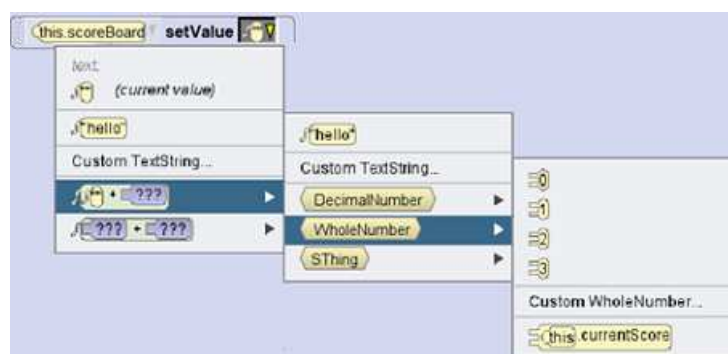 this.scoreBoard setValue
text
(current value)
"hello"
Custom TextString...
+ ???
??? + ???
"hello"
Custom TextString...
DecimalNumber
WholeNumber
SThing
0
1
2
3
Custom WholeNumber...
this.currentScore